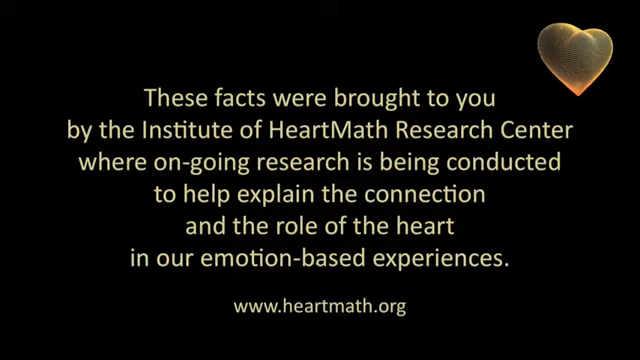 These facts were brought to you
by the Institute of HeartMath Research Center
where on-going research is being conducted
to help explain the connection
and the role of the heart
in our emotion-based experiences.
www.heartmath.org